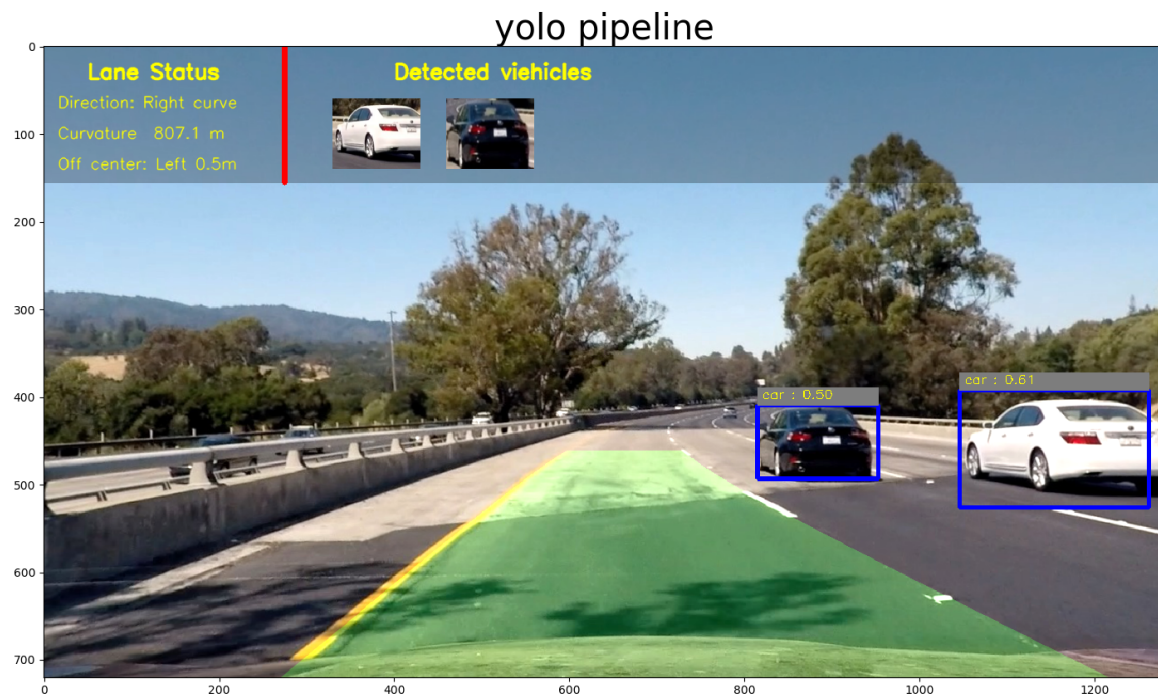 yolo pipeline
Lane Status
Detected viehicles
Direction: Right curve
Curvature 807.1 m
Off center: Left 0.5m
car : 0.50
car : 0.61
0
100
200
300
400
500
600
700
0 200 400 600 800 1000 1200